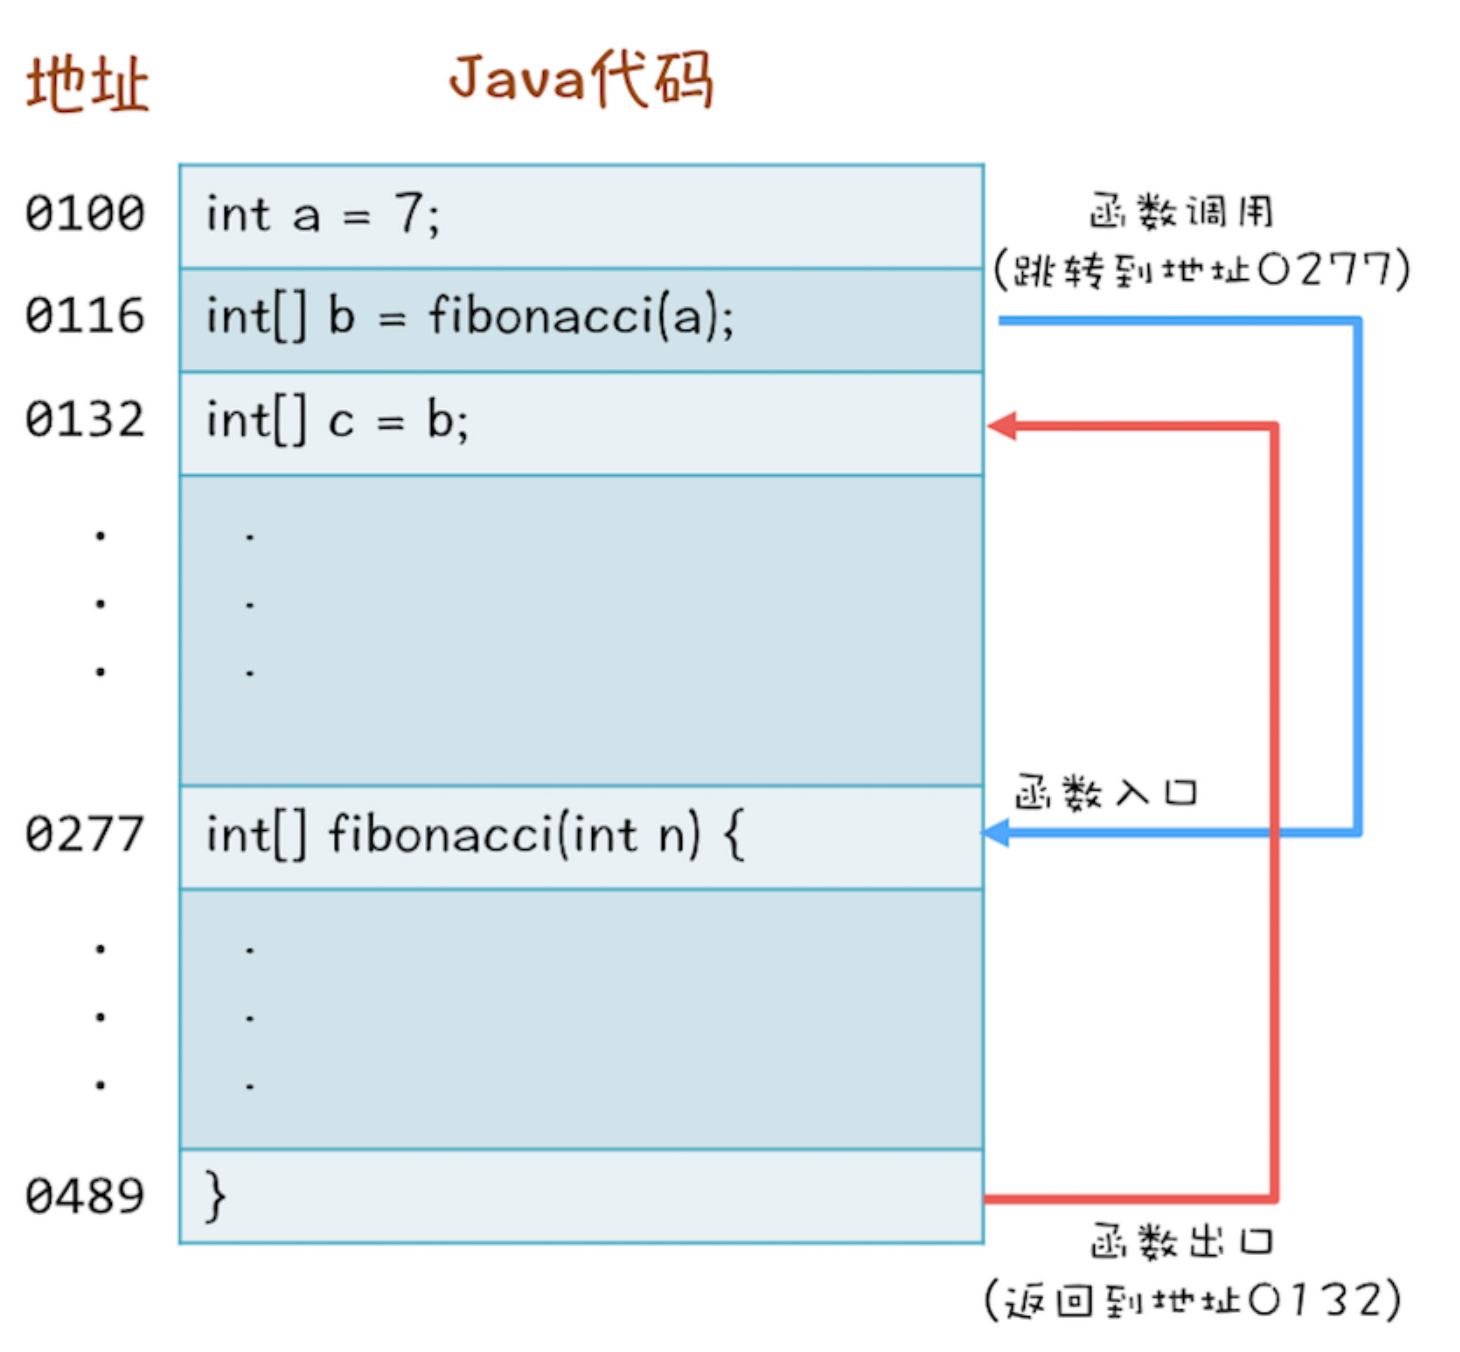 地址 Java代码
0100 int a = 7;
函数调用
(跳转到地址0277)
0116 int[] b = fibonacci(a);
0132 int[] c = b;
. .
. .
. .
函数入口
0277 int[] fibonacci(int n) {
. .
. .
. .
0489 }
函数出口
(返回到地址0132)